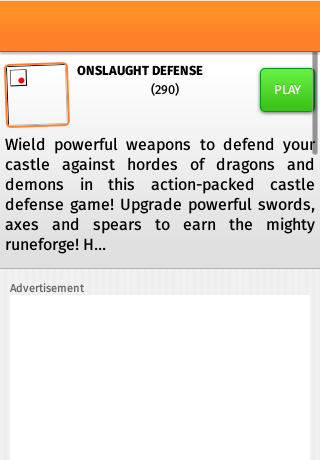 ONSLAUGHT DEFENSE
(290)
PLAY
Wield powerful weapons to defend your
castle against hordes of dragons and
demons in this action-packed castle
defense game! Upgrade powerful swords,
axes and spears to earn the mighty
runeforge! H...
Advertisement